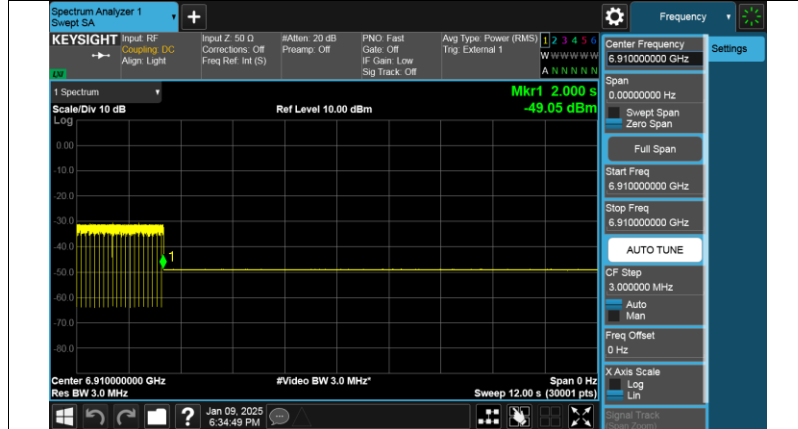 Spectrum Analyzer 1
Swept SA
+
Frequency
KEYSIGHT
Input: RF
Coupling: DC
Align: Light
Input Z: 50 Ω
Corrections: Off
Freq Ref: Int (S)
#Atten: 20 dB
Preamp: Off
PNO: Fast
Gate: Off
IF Gain: Low
Sig Track: Off
Avg Type: Power (RMS)
Trig: External 1
1 2 3 4 5 6
W W W W W W
A N N N N N
LXI
1 Spectrum
Mkr1 2.000 s
-49.05 dBm
Scale/Div 10 dB
Ref Level 10.00 dBm
Log
0.00
-10.0
-20.0
-30.0
-40.0
-50.0
-60.0
-70.0
-80.0
1
Center 6.910000000 GHz
Res BW 3.0 MHz
#Video BW 3.0 MHz*
Span 0 Hz
Sweep 12.00 s (30001 pts)
Center Frequency
6.910000000 GHz
Settings
Span
0.00000000 Hz
Swept Span
Zero Span
Full Span
Start Freq
6.910000000 GHz
Stop Freq
6.910000000 GHz
AUTO TUNE
CF Step
3.000000 MHz
Auto
Man
Freq Offset
0 Hz
X Axis Scale
Log
Lin
Signal Track
(Span Zoom)
?
Jan 09, 2025
6:34:49 PM